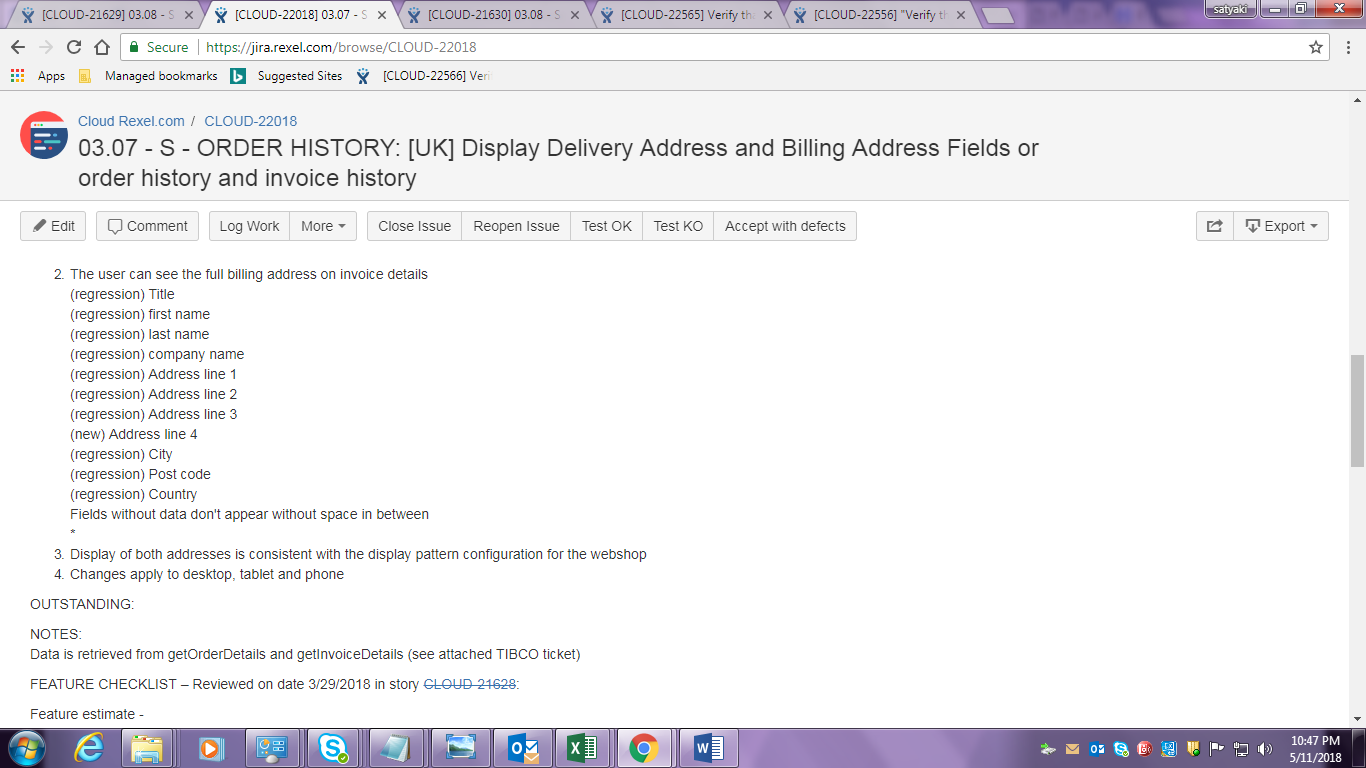 [CLOUD-21629] 03.08 - S
[CLOUD-22018] 03.07 - S
[CLOUD-21630] 03.08 - S
[CLOUD-22565] Verify tha
[CLOUD-22556] "Verify th
satyaki
Secure
https://jira.rexel.com/browse/CLOUD-22018
Apps
Managed bookmarks
Suggested Sites
[CLOUD-22566] Veri
Cloud Rexel.com / CLOUD-22018
03.07 - S - ORDER HISTORY: [UK] Display Delivery Address and Billing Address Fields or
order history and invoice history
Edit
Comment
Log Work
More
Close Issue
Reopen Issue
Test OK
Test KO
Accept with defects
Export
2. The user can see the full billing address on invoice details
(regression) Title
(regression) first name
(regression) last name
(regression) company name
(regression) Address line 1
(regression) Address line 2
(regression) Address line 3
(new) Address line 4
(regression) City
(regression) Post code
(regression) Country
Fields without data don't appear without space in between
*
3. Display of both addresses is consistent with the display pattern configuration for the webshop
4. Changes apply to desktop, tablet and phone
OUTSTANDING:
NOTES:
Data is retrieved from getOrderDetails and getInvoiceDetails (see attached TIBCO ticket)
FEATURE CHECKLIST – Reviewed on date 3/29/2018 in story CLOUD-21628:
Feature estimate -
10:47 PM
5/11/2018